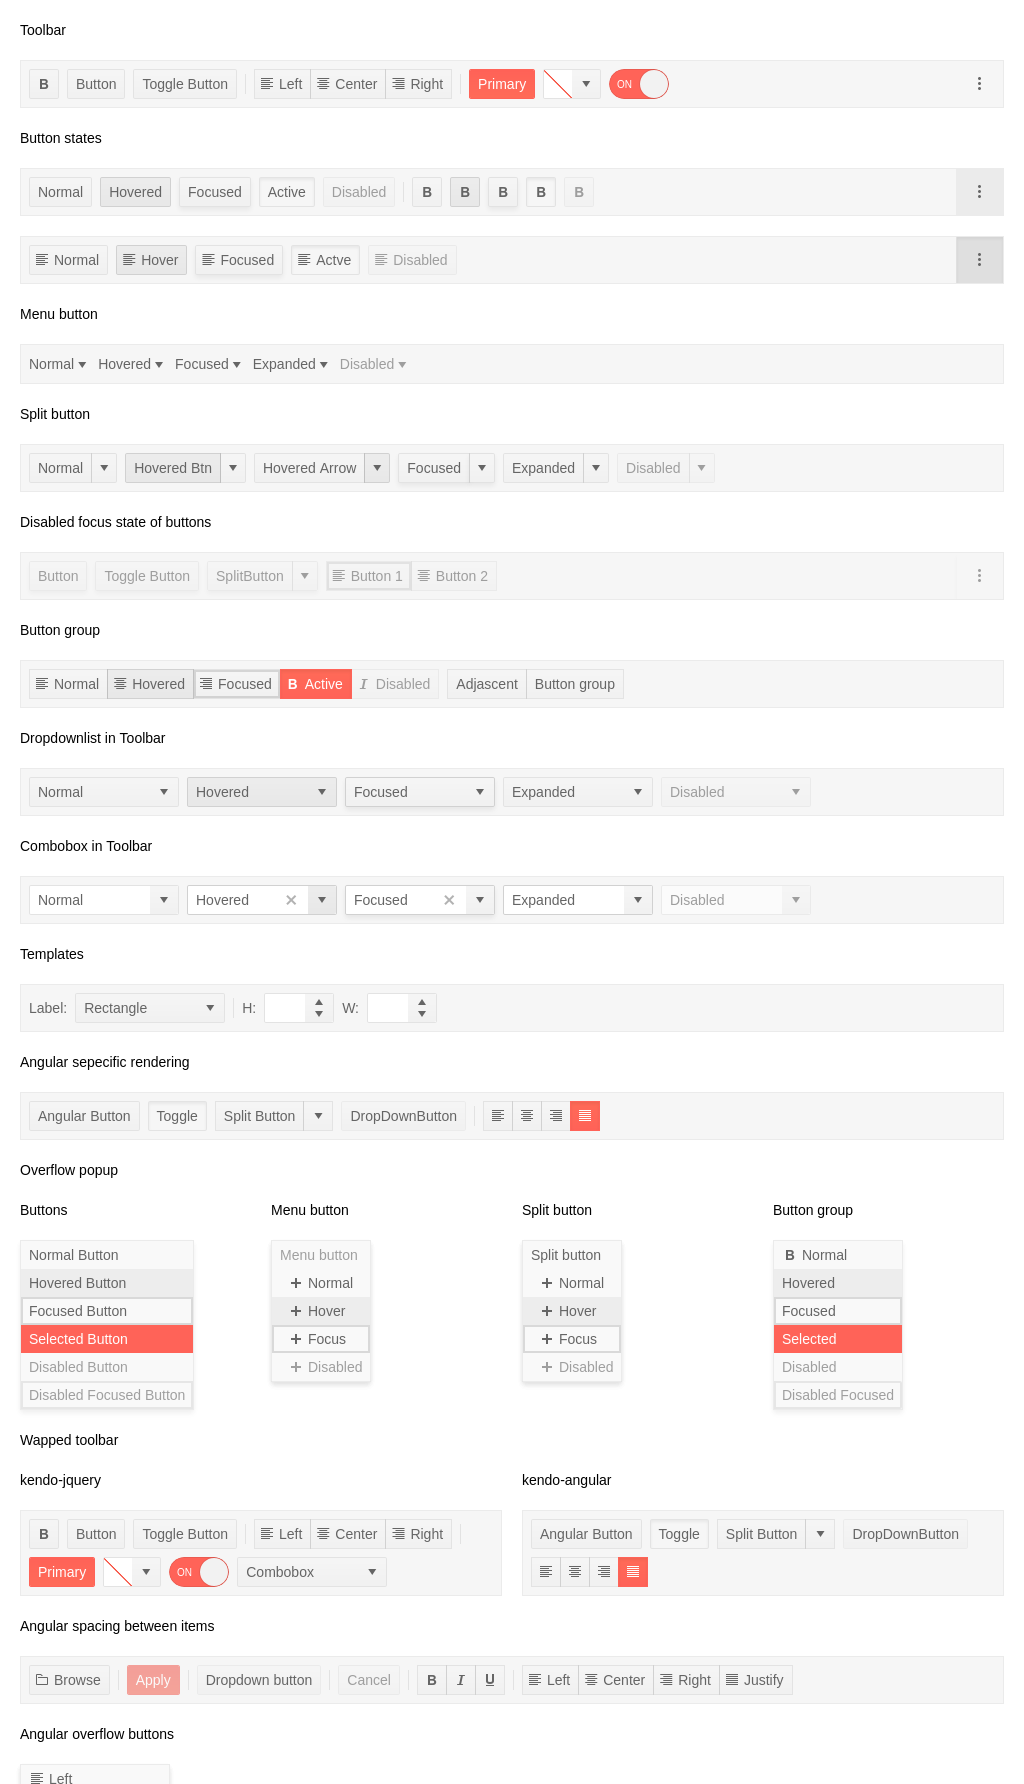 Toolbar
B Button Toggle Button Left Center Right Primary ON
Button states
Normal Hovered Focused Active Disabled B B B B B
Normal Hover Focused Actve Disabled
Menu button
Normal Hovered Focused Expanded Disabled
Split button
Normal Hovered Btn Hovered Arrow Focused Expanded Disabled
Disabled focus state of buttons
Button Toggle Button SplitButton Button 1 Button 2
Button group
Normal Hovered Focused B Active I Disabled Adjascent Button group
Dropdownlist in Toolbar
Normal Hovered Focused Expanded Disabled
Combobox in Toolbar
Normal Hovered Focused Expanded Disabled
Templates
Label: Rectangle H: W:
Angular sepecific rendering
Angular Button Toggle Split Button DropDownButton
Overflow popup
Buttons
Normal Button
Hovered Button
Focused Button
Selected Button
Disabled Button
Disabled Focused Button
Menu button
Menu button
Normal
Hover
Focus
Disabled
Split button
Split button
Normal
Hover
Focus
Disabled
Button group
B Normal
Hovered
Focused
Selected
Disabled
Disabled Focused
Wapped toolbar
kendo-jquery
B Button Toggle Button Left Center Right
Primary ON Combobox
kendo-angular
Angular Button Toggle Split Button DropDownButton
Angular spacing between items
Browse Apply Dropdown button Cancel B I U Left Center Right Justify
Angular overflow buttons
Left